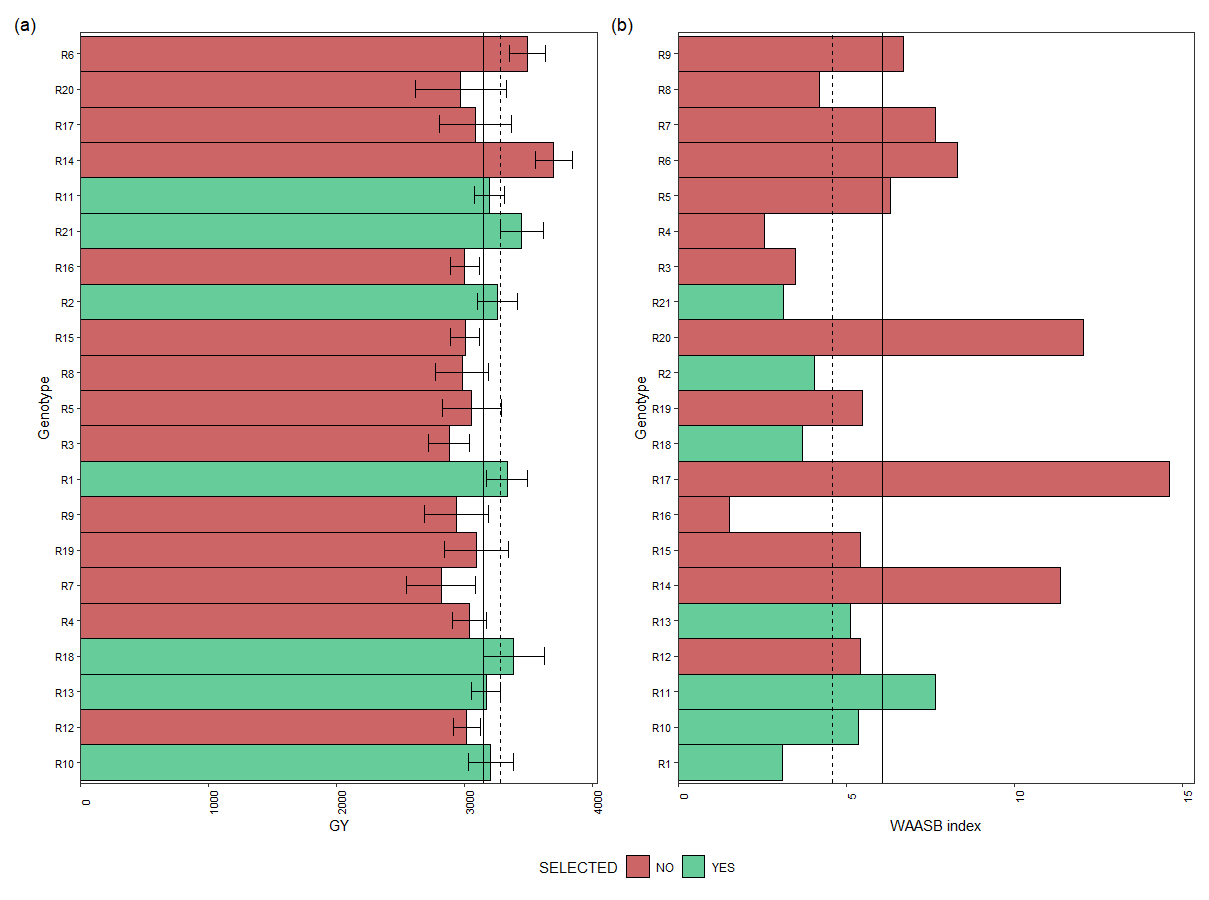 (a)
R6
R20
R17
R14
R11
R21
R16
R2
R15
R8
R5
R3
R1
R9
R19
R7
R4
R18
R13
R12
R10
Genotype
0
1000
2000
3000
4000
GY
(b)
R9
R8
R7
R6
R5
R4
R3
R21
R20
R2
R19
R18
R17
R16
R15
R14
R13
R12
R11
R10
R1
Genotype
0
5
10
15
WAASB index
SELECTED NO YES